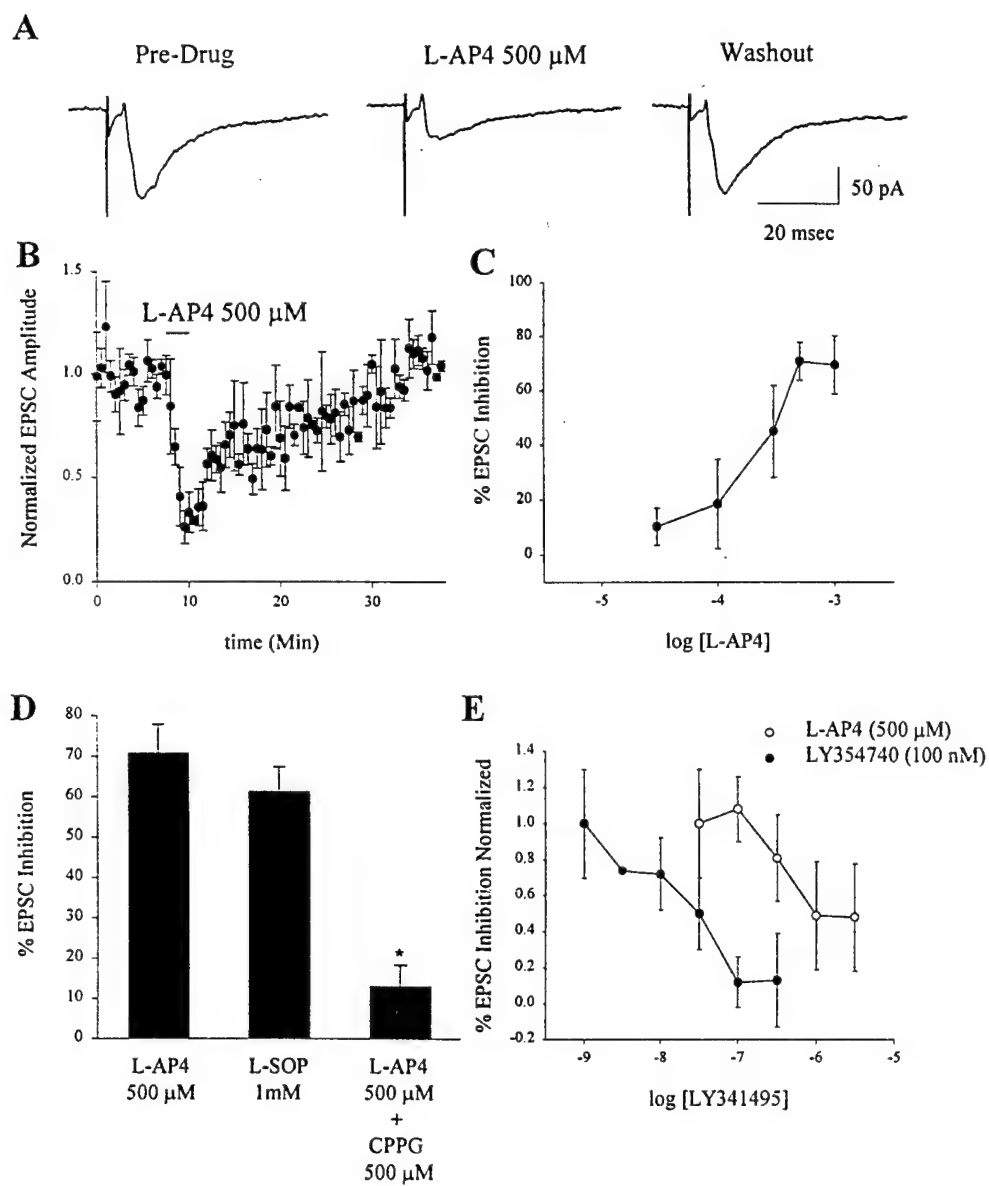 A
Pre-Drug
L-AP4 500 μM
Washout
50 pA
20 msec
B
1.5
1.0
0.5
0.0
Normalized EPSC Amplitude
L-AP4 500 μM
0
10
20
30
time (Min)
C
100
80
60
40
20
0
% EPSC Inhibition
-5
-4
-3
log [L-AP4]
D
80
70
60
50
40
30
20
10
0
% EPSC Inhibition
*
L-AP4
500 μM
L-SOP
1mM
L-AP4
500 μM
+
CPPG
500 μM
E
L-AP4 (500 μM)
LY354740 (100 nM)
1.4
1.2
1.0
0.8
0.6
0.4
0.2
0.0
-0.2
% EPSC Inhibition Normalized
-9
-8
-7
-6
-5
log [LY341495]